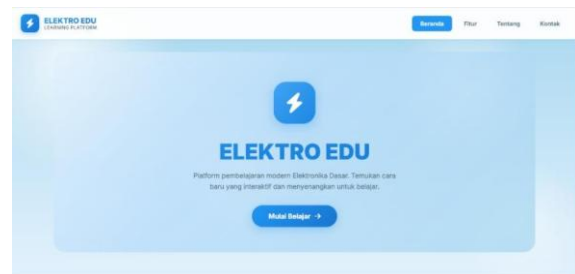 ELEKTRO EDU
LEARNING PLATFORM
Beranda Fitur Tentang Kontak
ELEKTRO EDU
Platform pembelajaran modern Elektronika Dasar. Temukan cara
baru yang interaktif dan menyenangkan untuk belajar.
Mulai Belajar →